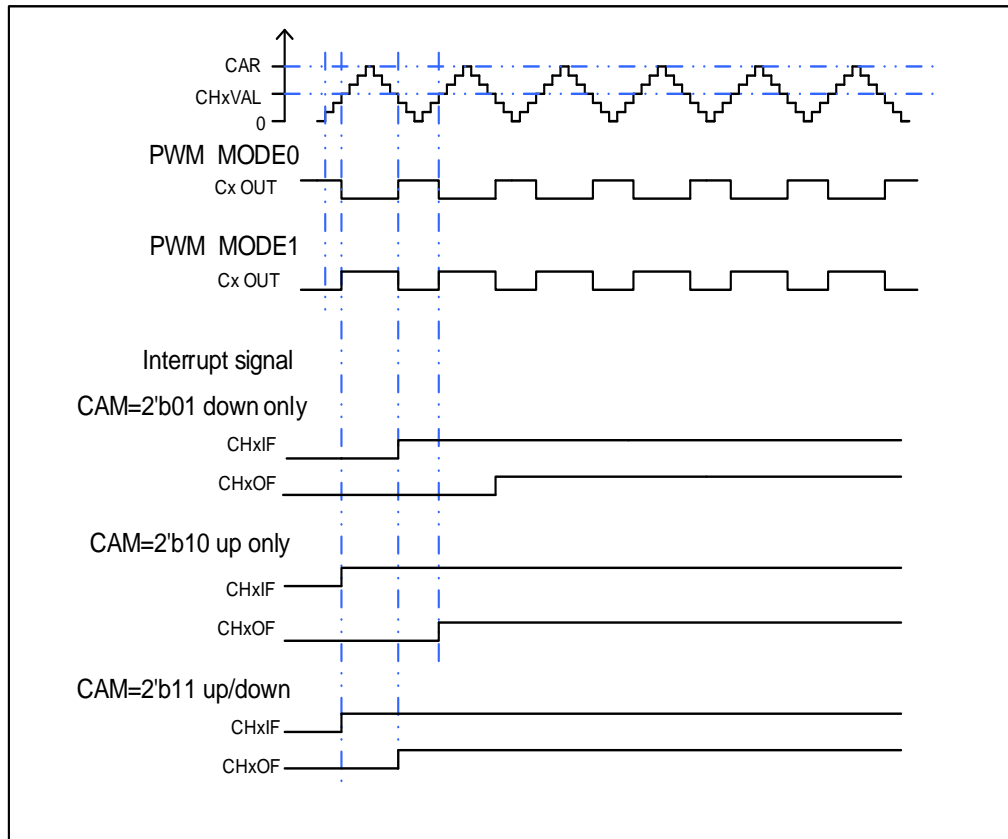 CAR
CHxVAL
0
PWM MODE0
Cx OUT
PWM MODE1
Cx OUT
Interrupt signal
CAM=2'b01 down only
CHxIF
CHxOF
CAM=2'b10 up only
CHxIF
CHxOF
CAM=2'b11 up/down
CHxIF
CHxOF